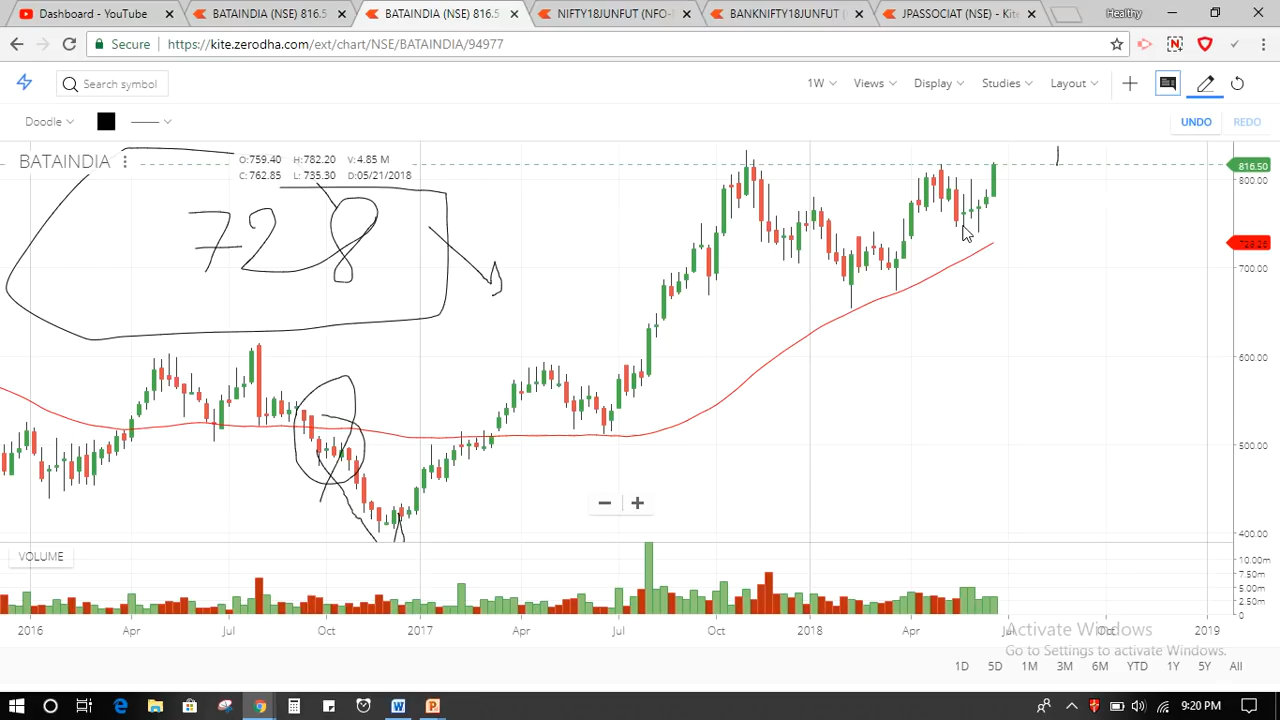 Dashboard - YouTube
BATAINDIA (NSE) 816.5
BATAINDIA (NSE) 816.5
NIFTY18JUNFUT (NFO-
BANKNIFTY18JUNFUT (
JPASSOCIAT (NSE) - Kite
Healthy
Secure https://kite.zerodha.com/ext/chart/NSE/BATAINDIA/94977
Search symbol
1W Views Display Studies Layout
Doodle
UNDO REDO
BATAINDIA
O:759.40 H:782.20 V:4.85 M
C:762.85 L: 735.30 D:05/21/2018
728
816.50
800.00
728.25
700.00
600.00
500.00
400.00
VOLUME
10.00m
7.50m
5.00m
2.50m
0
2016 Apr Jul Oct 2017 Apr Jul Oct 2018 Apr Jul Oct 2019
Activate Windows
Go to Settings to activate Windows.
1D 5D 1M 3M 6M YTD 1Y 5Y All
9:20 PM